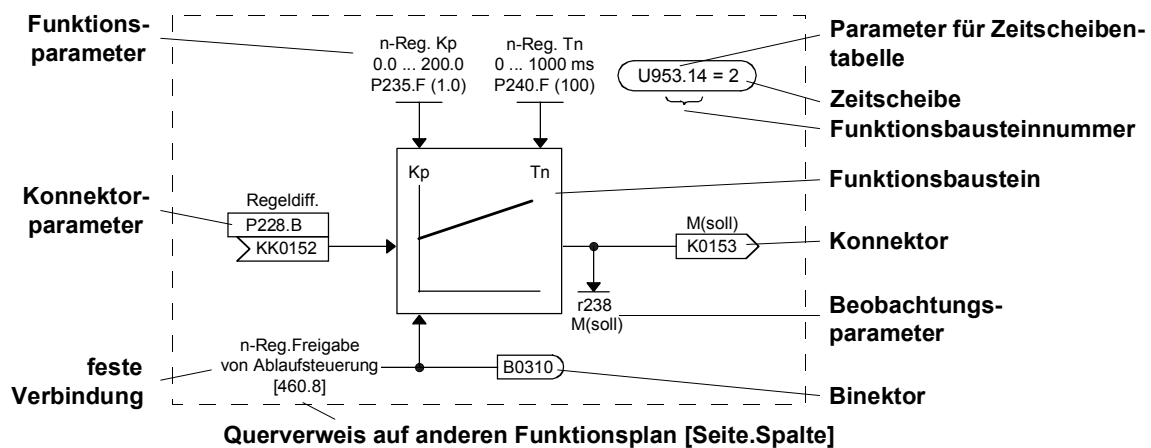 Funktions-
parameter
n-Reg. Kp
0.0 ... 200.0
P235.F (1.0)
n-Reg. Tn
0 ... 1000 ms
P240.F (100)
U953.14 = 2
Parameter für Zeitscheiben-
tabelle
Zeitscheibe
Funktionsbausteinnummer
Kp
Tn
Funktionsbaustein
Konnektor-
parameter
Regeldiff.
P228.B
KK0152
M(soll)
K0153
Konnektor
r238
M(soll)
Beobachtungs-
parameter
feste
Verbindung
n-Reg.Freigabe
von Ablaufsteuerung
[460.8]
B0310
Binektor
Querverweis auf anderen Funktionsplan [Seite.Spalte]